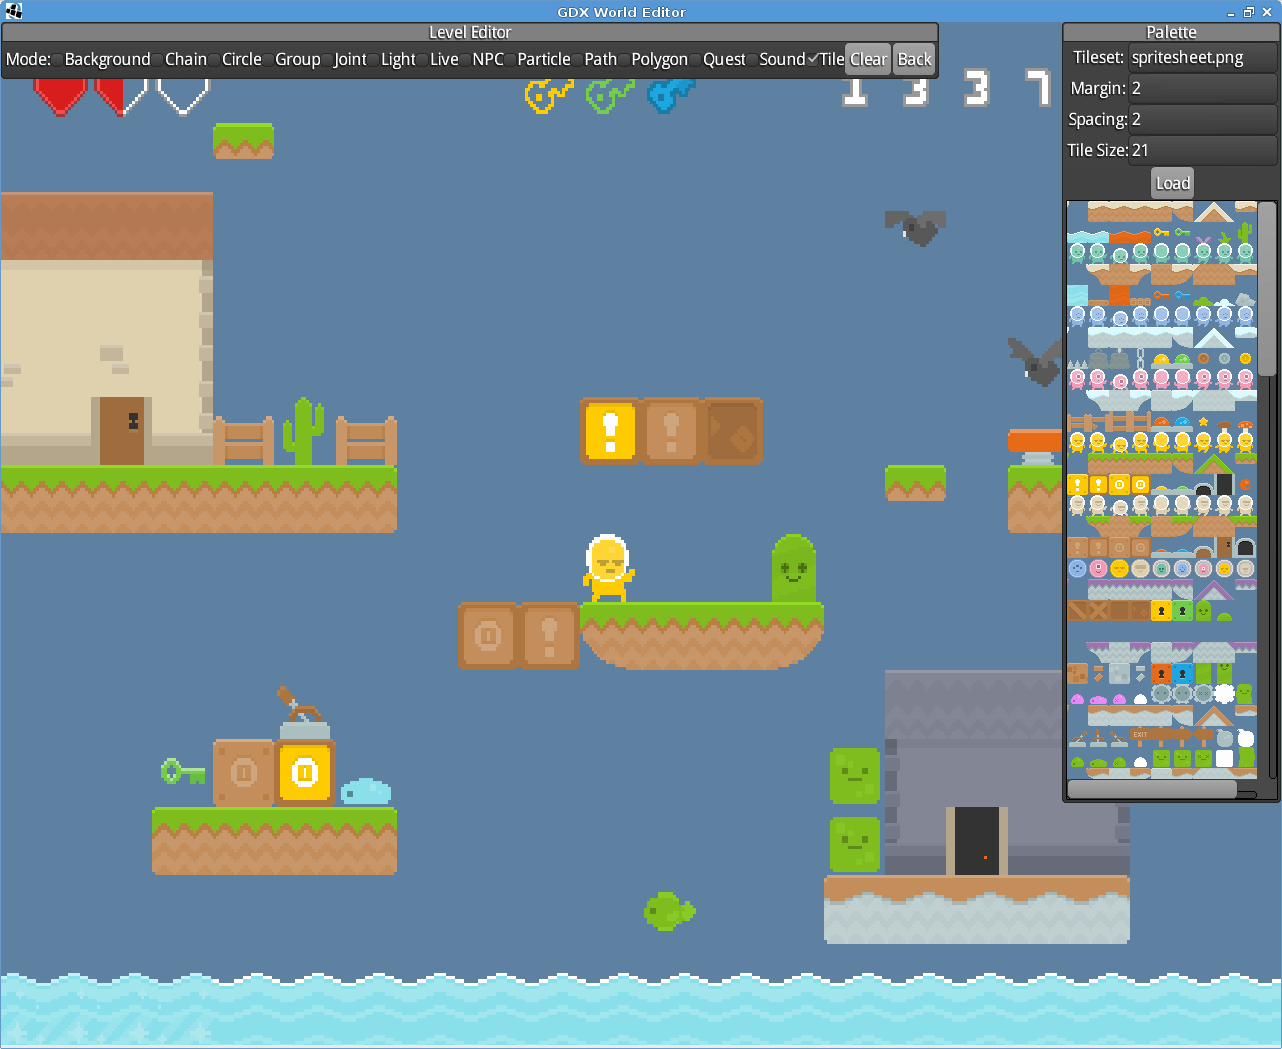 GDX World Editor
Level Editor
Mode: Background Chain Circle Group Joint Light Live NPC Particle Path Polygon Quest Sound Tile Clear Back
Palette
Tileset: spritesheet.png
Margin: 2
Spacing: 2
Tile Size: 21
Load
1 3 3 7
! !
!
EXIT